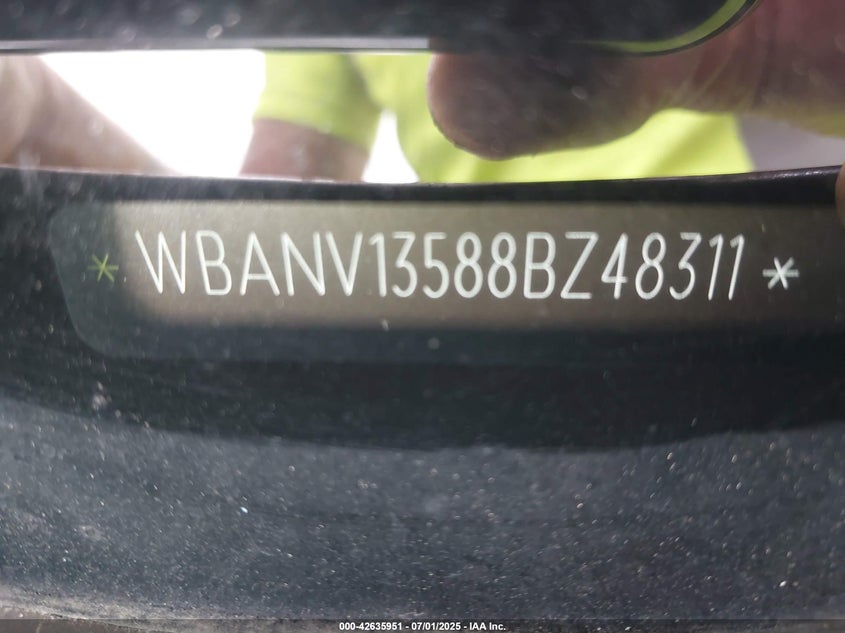 * WBANV13588BZ48311 *
000-42635951 - 07/01/2025 - IAA Inc.